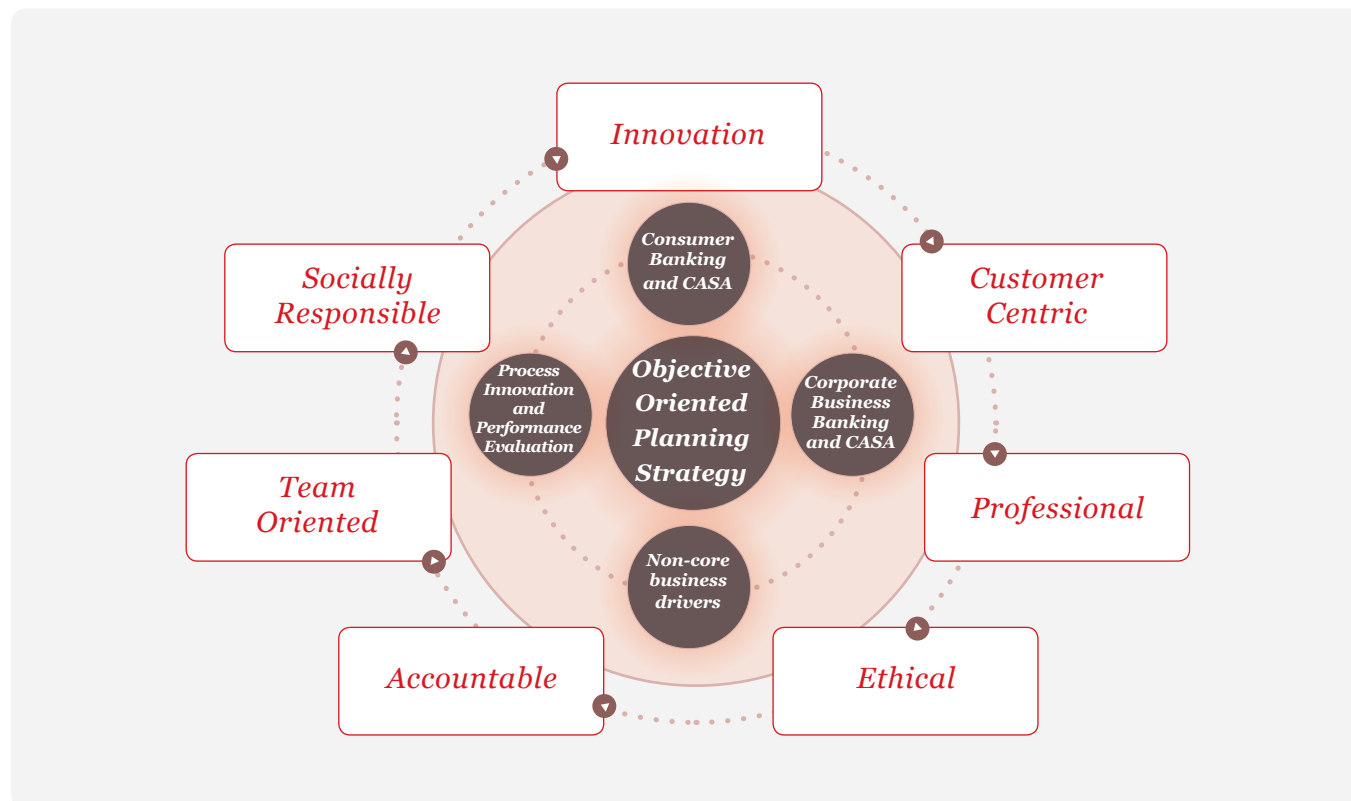 Innovation
Consumer
Banking
and CASA
Socially
Responsible
Customer
Centric
Process
Innovation
and
Performance
Evaluation
Objective
Oriented
Planning
Strategy
Corporate
Business
Banking
and CASA
Team
Oriented
Professional
Non-core
business
drivers
Accountable
Ethical